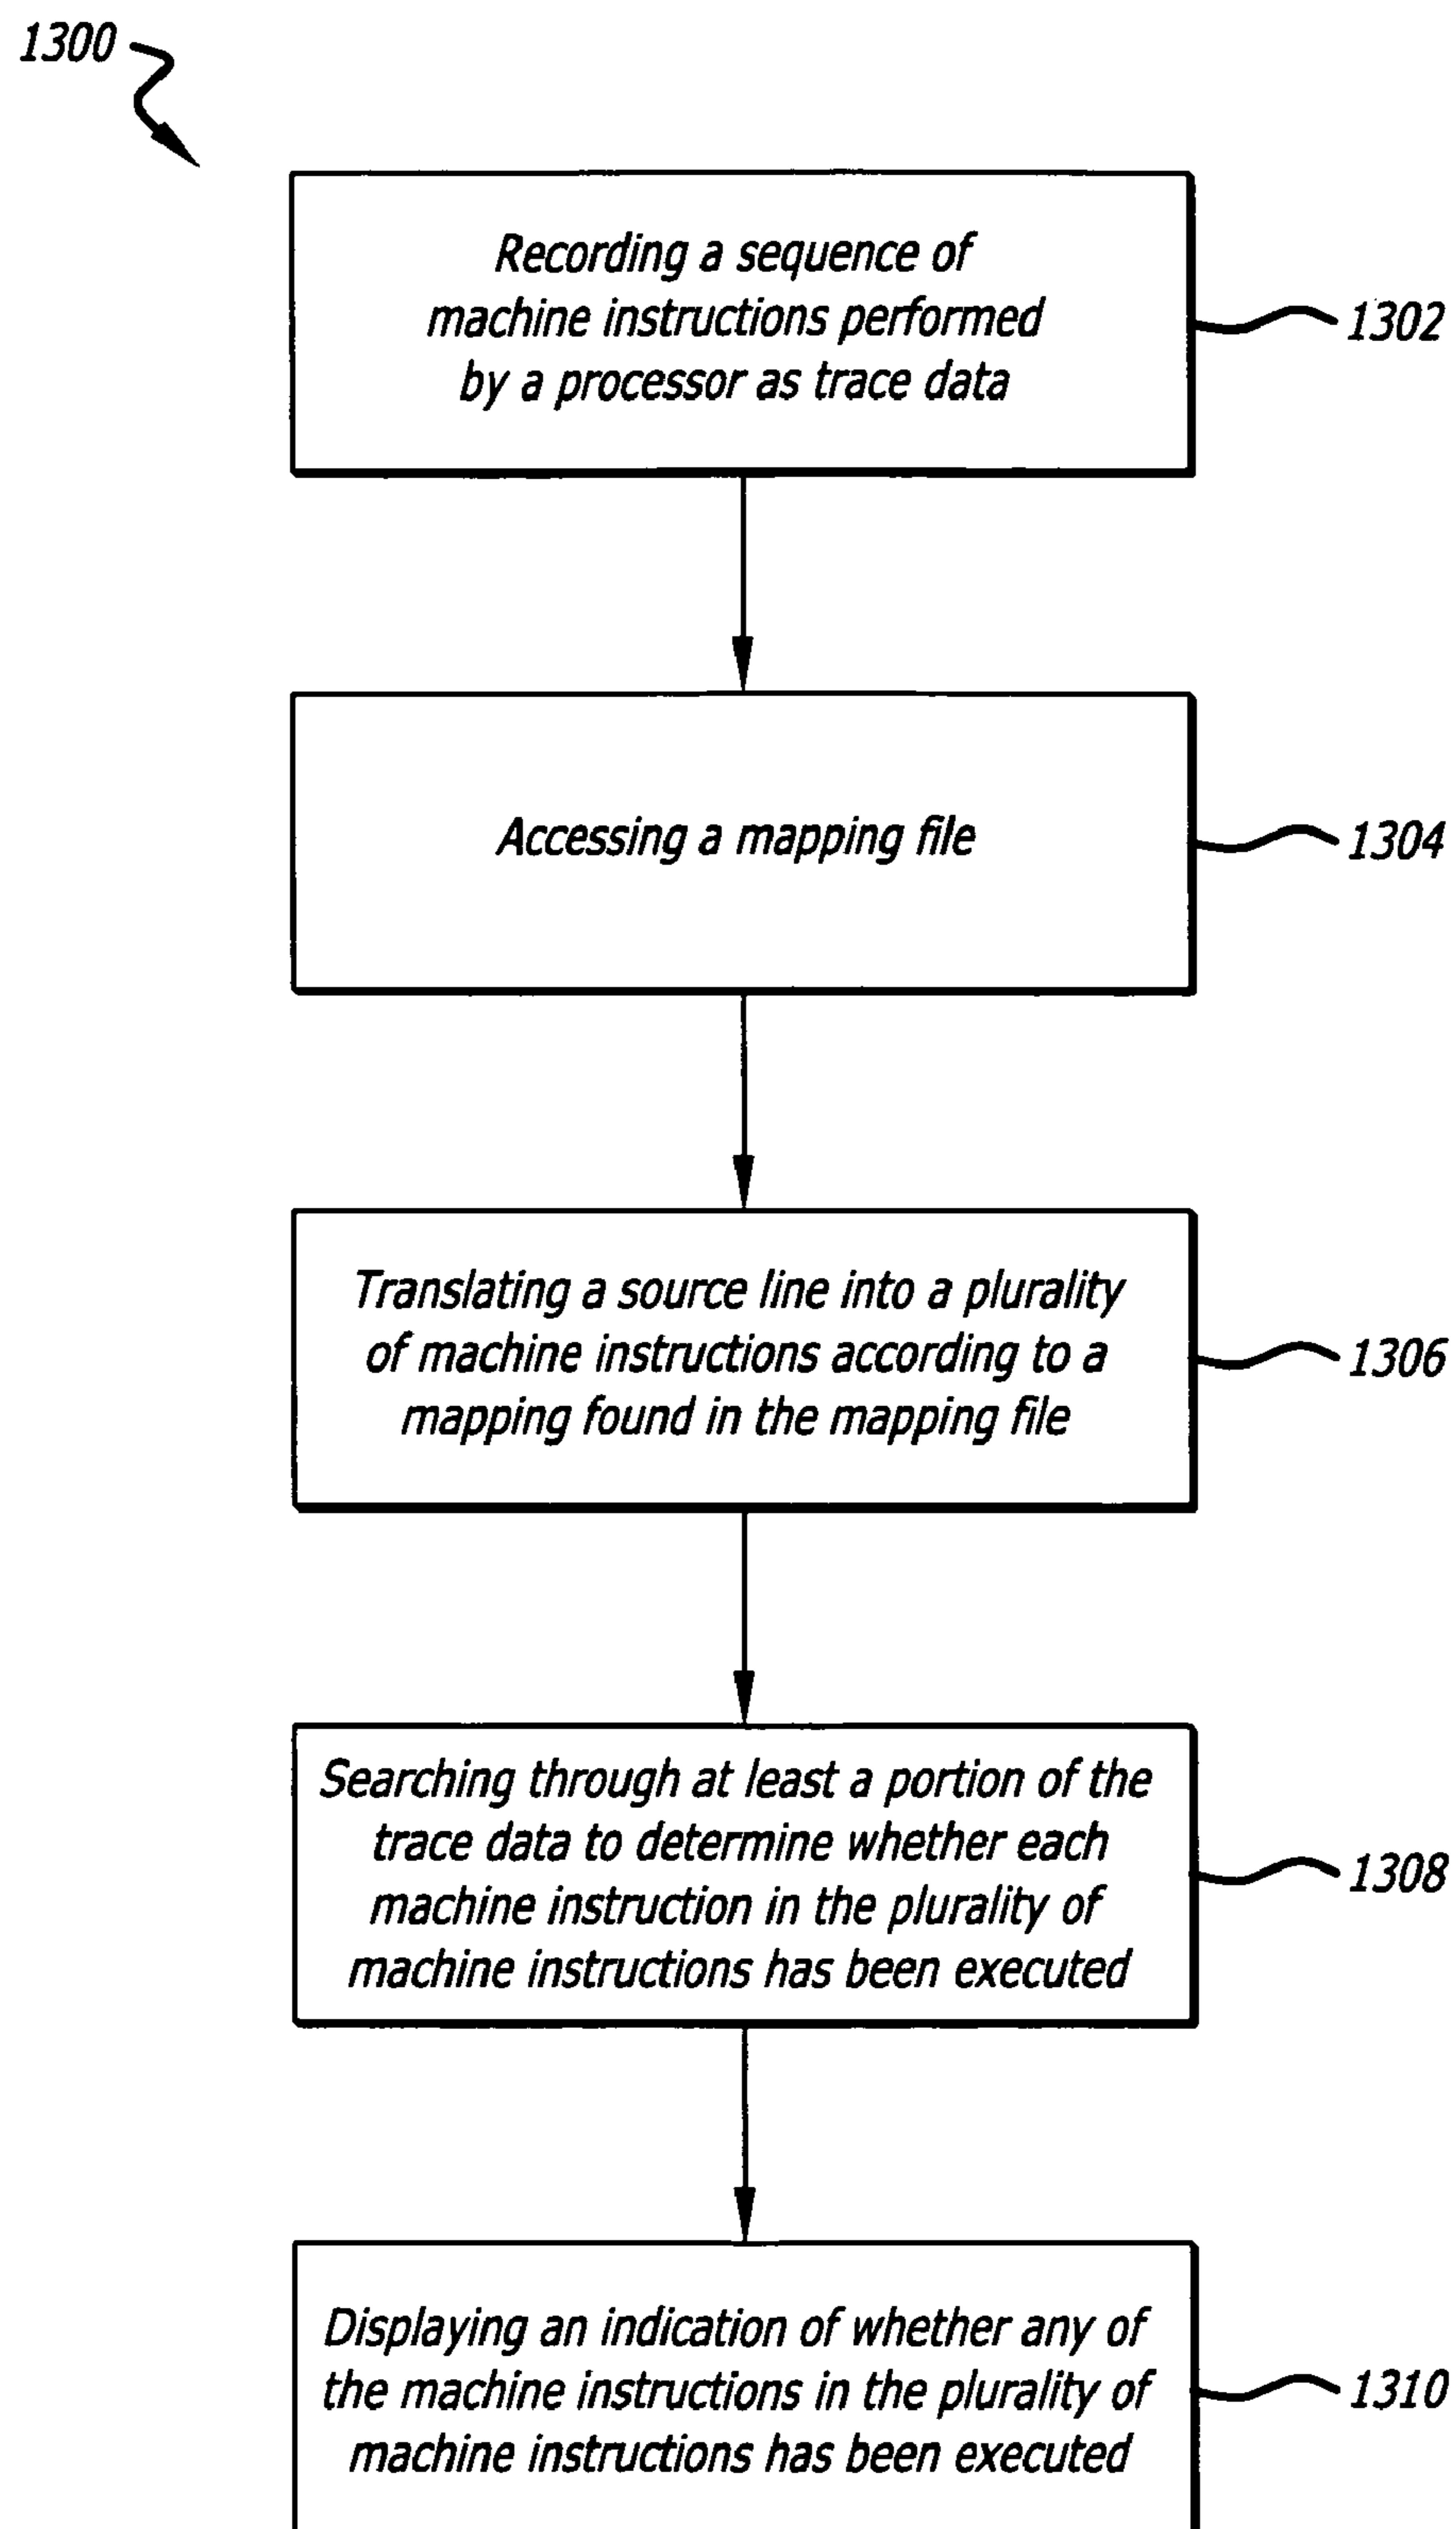 1300
Recording a sequence of
machine instructions performed
by a processor as trace data
1302
Accessing a mapping file
1304
Translating a source line into a plurality
of machine instructions according to a
mapping found in the mapping file
1306
Searching through at least a portion of the
trace data to determine whether each
machine instruction in the plurality of
machine instructions has been executed
1308
Displaying an indication of whether any of
the machine instructions in the plurality of
machine instructions has been executed
1310